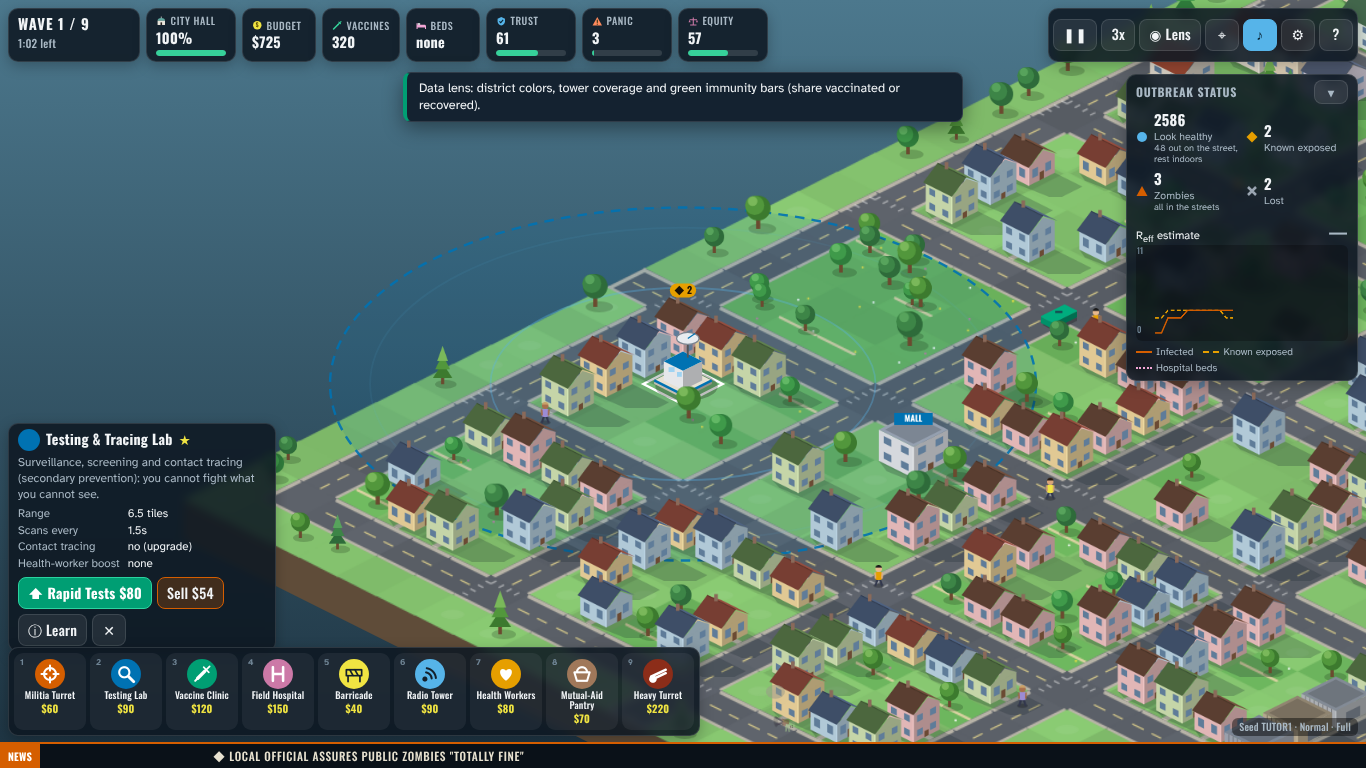 WAVE 1 / 9
1:02 left
CITY HALL
100%
BUDGET
$725
VACCINES
320
BEDS
none
TRUST
61
PANIC
3
EQUITY
57
3x
Lens
?
Data lens: district colors, tower coverage and green immunity bars (share vaccinated or
recovered).
OUTBREAK STATUS
2586
Look healthy
48 out on the street,
rest indoors
2
Known exposed
3
Zombies
all in the streets
2
Lost
Reff estimate
11
0
Infected
Known exposed
Hospital beds
2
MALL
Testing & Tracing Lab
Surveillance, screening and contact tracing
(secondary prevention): you cannot fight what
you cannot see.
Range 6.5 tiles
Scans every 1.5s
Contact tracing no (upgrade)
Health-worker boost none
Rapid Tests $80
Sell $54
Learn
×
1
Militia Turret
$60
2
Testing Lab
$90
3
Vaccine Clinic
$120
4
H
Field Hospital
$150
5
Barricade
$40
6
Radio Tower
$90
7
Health Workers
$80
8
Mutual-Aid
Pantry
$70
9
Heavy Turret
$220
Seed TUTOR1 · Normal · Full
NEWS
LOCAL OFFICIAL ASSURES PUBLIC ZOMBIES "TOTALLY FINE"